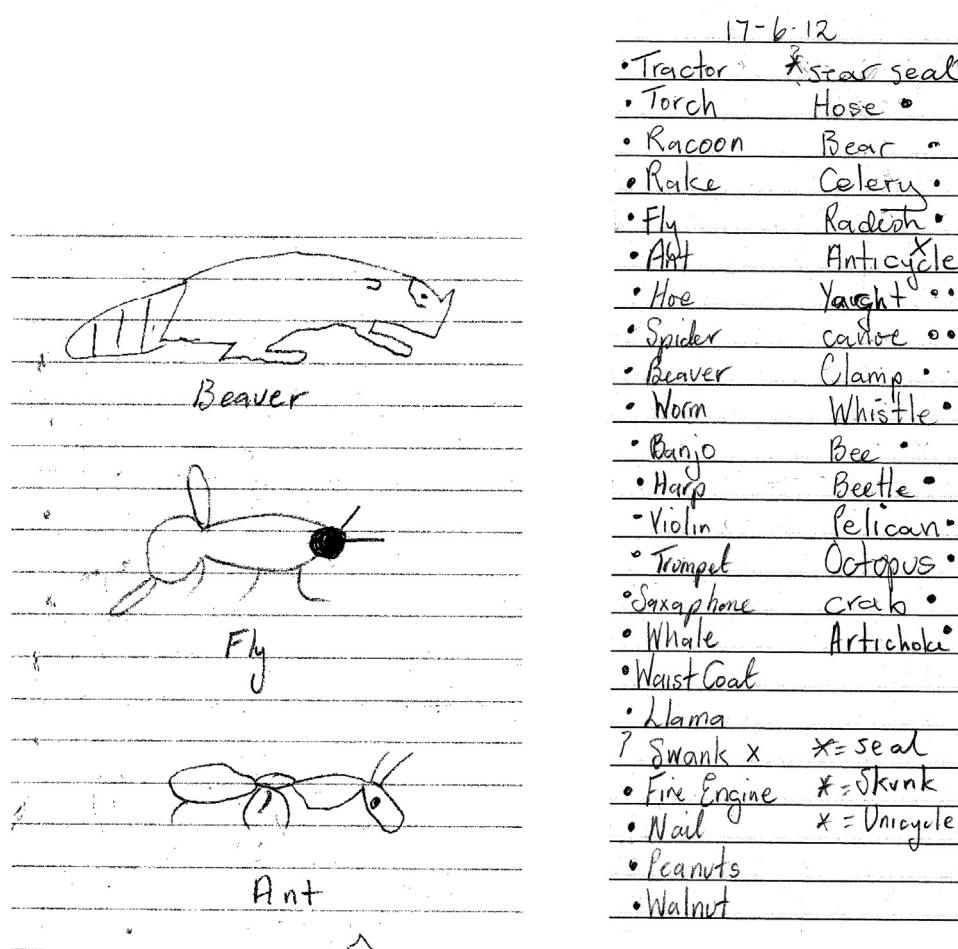 Beaver
Fly
Ant
17-6-12
• Tractor ?* star seal
• Torch Hose •
• Racoon Bear •
• Rake Celery •
• Fly Radish •
• Ant Anticycle x
• Hoe Yaught • •
• Spider canoe • •
• Beaver Clamp •
• Worm Whistle •
• Banjo Bee •
• Harp Beetle •
• Violin Pelican •
• Trumpet Octopus •
• Saxaphone crab •
• Whale Artichoke •
• Waist Coat
• Llama
? Swank x * = seal
• Fire Engine * = Skunk
• Nail * = Unicycle
• Peanuts
• Walnut